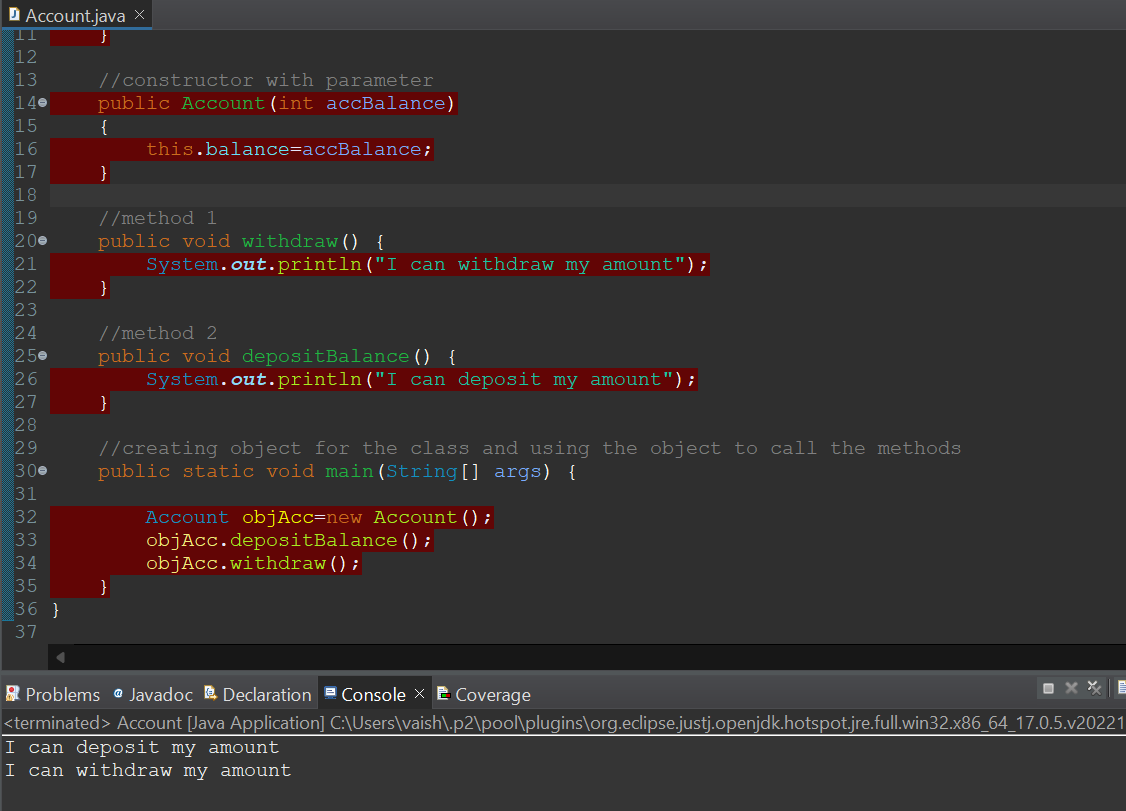 Account.java
11 }
12
13 //constructor with parameter
14 public Account(int accBalance)
15 {
16 this.balance=accBalance;
17 }
18
19 //method 1
20 public void withdraw() {
21 System.out.println("I can withdraw my amount");
22 }
23
24 //method 2
25 public void depositBalance() {
26 System.out.println("I can deposit my amount");
27 }
28
29 //creating object for the class and using the object to call the methods
30 public static void main(String[] args) {
31
32 Account objAcc=new Account();
33 objAcc.depositBalance();
34 objAcc.withdraw();
35 }
36 }
37
Problems @ Javadoc Declaration Console Coverage
<terminated> Account [Java Application] C:\Users\vaish\.p2\pool\plugins\org.eclipse.justj.openjdk.hotspot.jre.full.win32.x86_64_17.0.5.v20221
I can deposit my amount
I can withdraw my amount